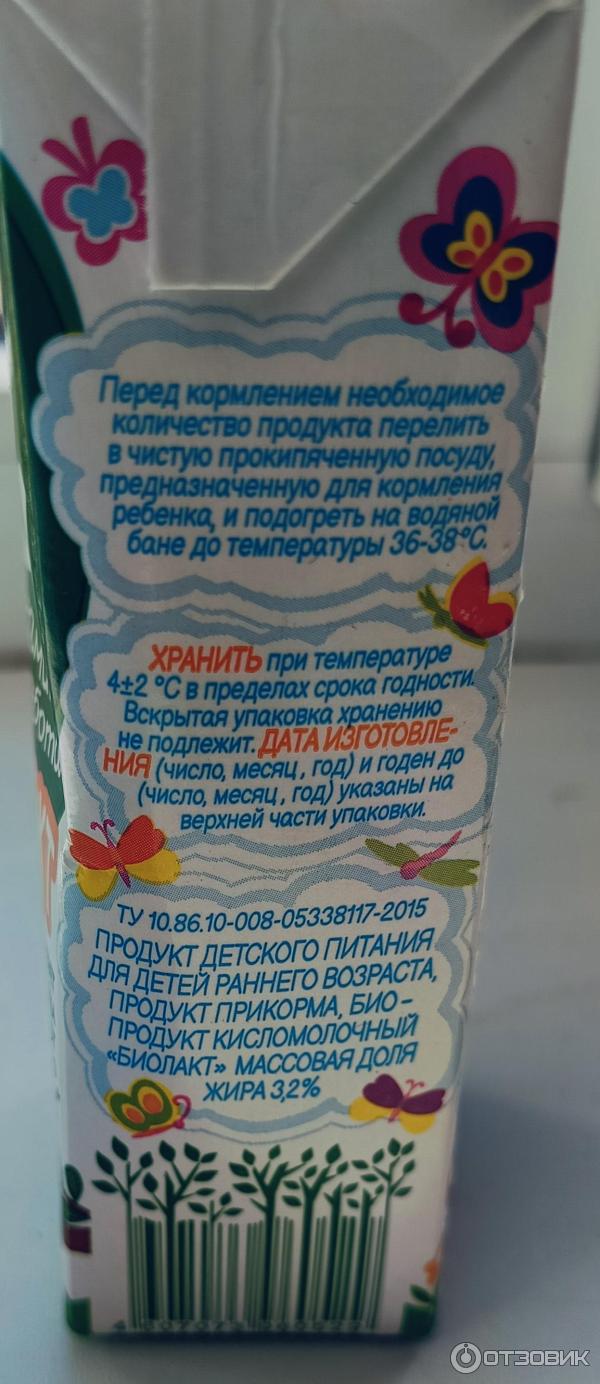 Перед кормлением необходимое
количество продукта перелить
в чистую прокипяченную посуду,
предназначенную для кормления
ребенка, и подогреть на водяной
бане до температуры 36-38°С.
ХРАНИТЬ при температуре
4±2 °С в пределах срока годности.
Вскрытая упаковка хранению
не подлежит. ДАТА ИЗГОТОВЛЕ-
НИЯ (число, месяц, год) и годен до
(число, месяц, год) указаны на
верхней части упаковки.
ТУ 10.86.10-008-05338117-2015
ПРОДУКТ ДЕТСКОГО ПИТАНИЯ
ДЛЯ ДЕТЕЙ РАННЕГО ВОЗРАСТА,
ПРОДУКТ ПРИКОРМА, БИО –
ПРОДУКТ КИСЛОМОЛОЧНЫЙ
«БИОЛАКТ» МАССОВАЯ ДОЛЯ
ЖИРА 3,2%
ОТЗОВИК